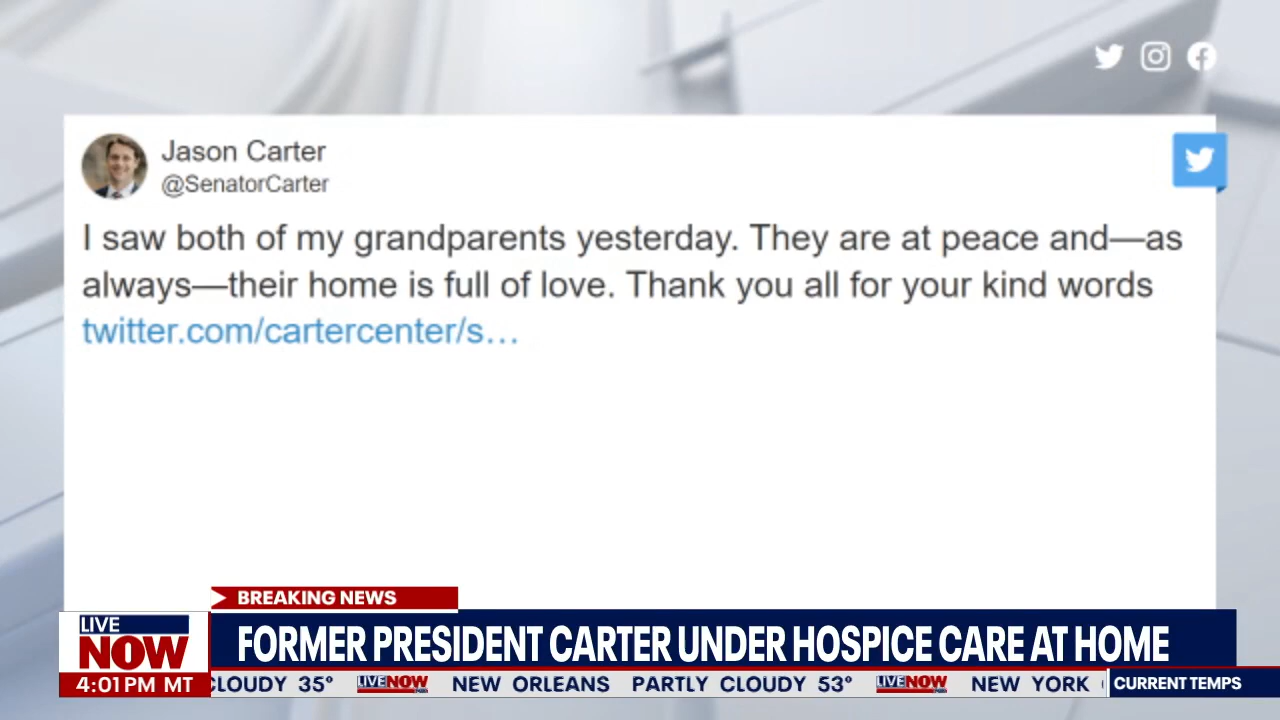 Jason Carter
@SenatorCarter
I saw both of my grandparents yesterday. They are at peace and—as
always—their home is full of love. Thank you all for your kind words
twitter.com/cartercenter/s…
BREAKING NEWS
LIVE
NOW
FORMER PRESIDENT CARTER UNDER HOSPICE CARE AT HOME
4:01 PM MT
CLOUDY 35° LIVENOW NEW ORLEANS PARTLY CLOUDY 53° LIVENOW NEW YORK
CURRENT TEMPS